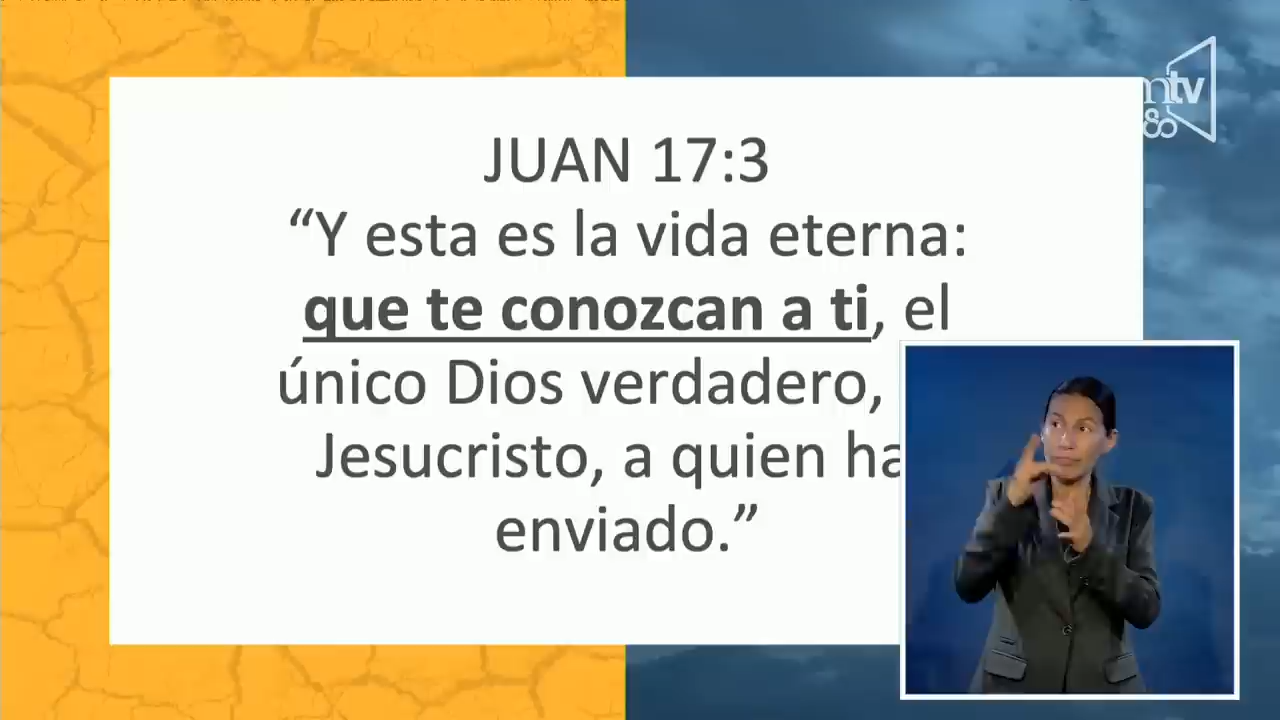 JUAN 17:3
“Y esta es la vida eterna:
que te conozcan a ti, el
único Dios verdadero,
Jesucristo, a quien
enviado.”
ntv